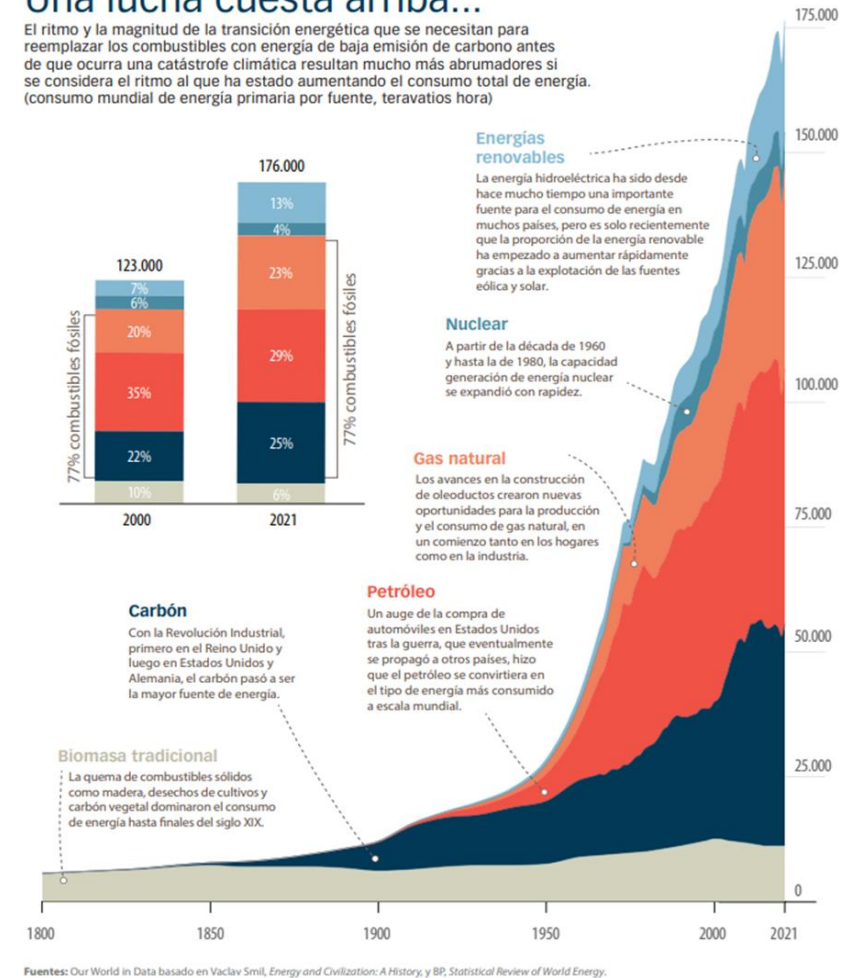 Una lucha cuesta arriba...
El ritmo y la magnitud de la transición energética que se necesitan para
reemplazar los combustibles con energía de baja emisión de carbono antes
de que ocurra una catástrofe climática resultan mucho más abrumadores si
se considera el ritmo al que ha estado aumentando el consumo total de energía.
(consumo mundial de energía primaria por fuente, teravatios hora)
175.000
150.000
125.000
100.000
75.000
50.000
25.000
0
176.000
13%
4%
23%
29%
25%
6%
2021
77% combustibles fósiles
123.000
7%
6%
20%
35%
22%
10%
2000
77% combustibles fósiles
Energías
renovables
La energía hidroeléctrica ha sido desde
hace mucho tiempo una importante
fuente para el consumo de energía en
muchos países, pero es solo recientemente
que la proporción de la energía renovable
ha empezado a aumentar rápidamente
gracias a la explotación de las fuentes
eólica y solar.
Nuclear
A partir de la década de 1960
y hasta la de 1980, la capacidad
generación de energía nuclear
se expandió con rapidez.
Gas natural
Los avances en la construcción
de oleoductos crearon nuevas
oportunidades para la producción
y el consumo de gas natural, en
un comienzo tanto en los hogares
como en la industria.
Petróleo
Un auge de la compra de
automóviles en Estados Unidos
tras la guerra, que eventualmente
se propagó a otros países, hizo
que el petróleo se convirtiera en
el tipo de energía más consumido
a escala mundial.
Carbón
Con la Revolución Industrial,
primero en el Reino Unido y
luego en Estados Unidos y
Alemania, el carbón pasó a ser
la mayor fuente de energía.
Biomasa tradicional
La quema de combustibles sólidos
como madera, desechos de cultivos y
carbón vegetal dominaron el consumo
de energía hasta finales del siglo XIX.
1800
1850
1900
1950
2000
2021
Fuentes: Our World in Data basado en Vaclav Smil, Energy and Civilization: A History, y BP, Statistical Review of World Energy.